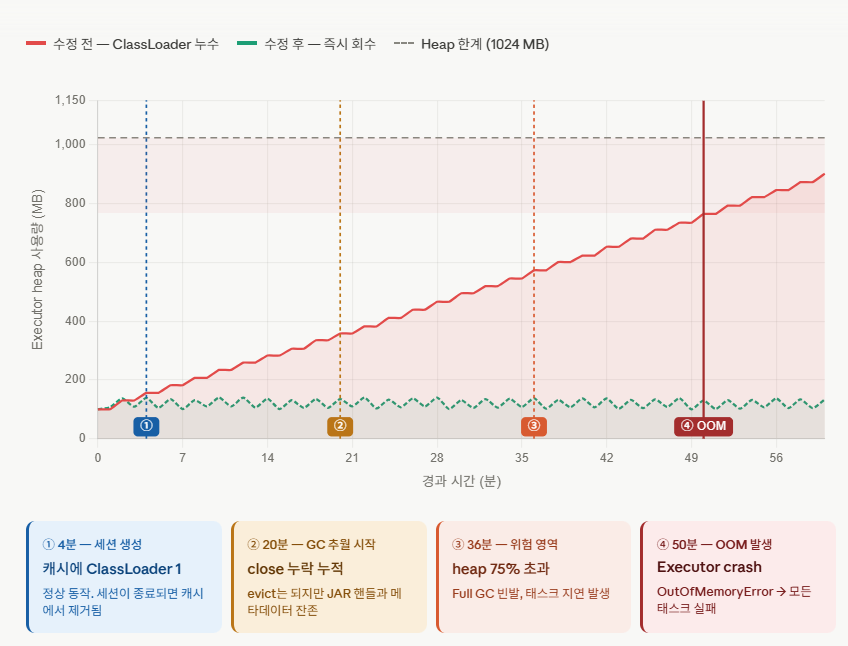 수정 전 — ClassLoader 누수 수정 후 — 즉시 회수 Heap 한계 (1024 MB)
Executor heap 사용량 (MB)
1,150
1,000
800
600
400
200
0
① ② ③ ④ OOM
0 7 14 21 28 35 42 49 56
경과 시간 (분)
① 4분 — 세션 생성
캐시에 ClassLoader 1
정상 동작. 세션이 종료되면 캐시
에서 제거됨
② 20분 — GC 추월 시작
close 누락 누적
evict는 되지만 JAR 핸들과 메
타데이터 잔존
③ 36분 — 위험 영역
heap 75% 초과
Full GC 빈발, 태스크 지연 발생
④ 50분 — OOM 발생
Executor crash
OutOfMemoryError → 모든
태스크 실패